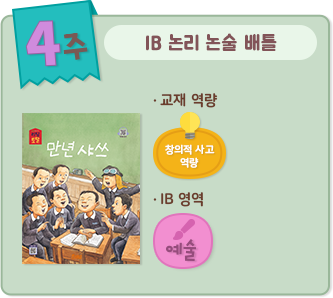 4주
IB 논리 논술 배틀
· 교재 역량
창의적 사고
역량
만년 샤쓰
· IB 영역
예술